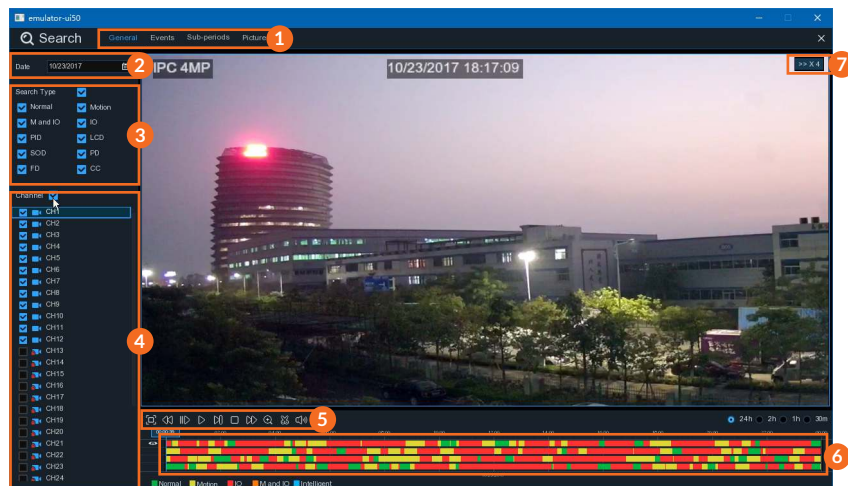 emulator-ui50
Search General Events Sub-periods Picture 1
Date 10/23/2017 2
IPC 4MP 10/23/2017 18:17:09 >> X 4 7
Search Type
Normal Motion
M and IO IO
3
PID LCD
SOD PD
FD CC
Channel
CH1
CH2
CH3
CH4
CH5
CH6
CH7
CH8
CH9
CH10
CH11
CH12
4
CH13
CH14
CH15
CH16
CH17
CH18
CH19
CH20
CH21
CH22
CH23
CH24
5
24h 2h 1h 30m
6
Normal Motion IO M and IO Intelligent